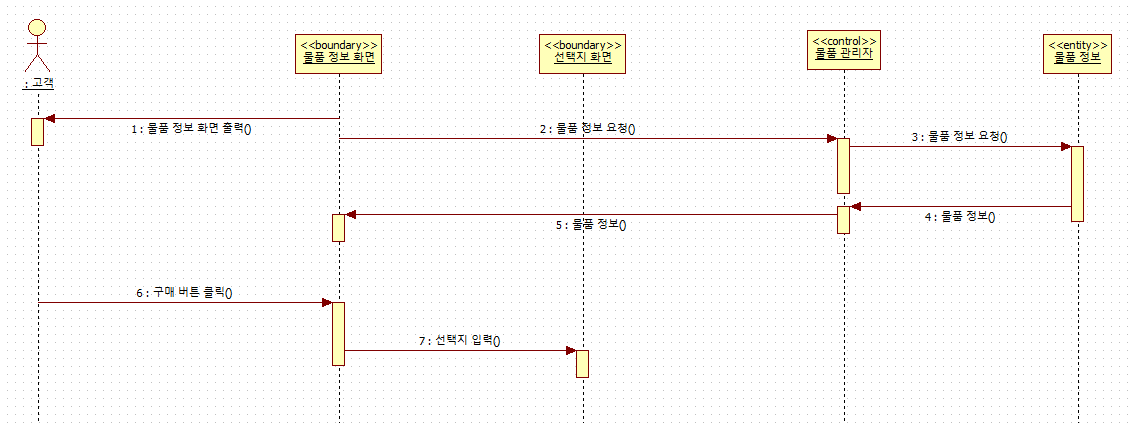 : 고객
<<boundary>>
물품 정보 화면
<<boundary>>
선택지 화면
<<control>>
물품 관리자
<<entity>>
물품 정보
1 : 물품 정보 화면 출력()
2 : 물품 정보 요청()
3 : 물품 정보 요청()
4 : 물품 정보()
5 : 물품 정보()
6 : 구매 버튼 클릭()
7 : 선택지 입력()